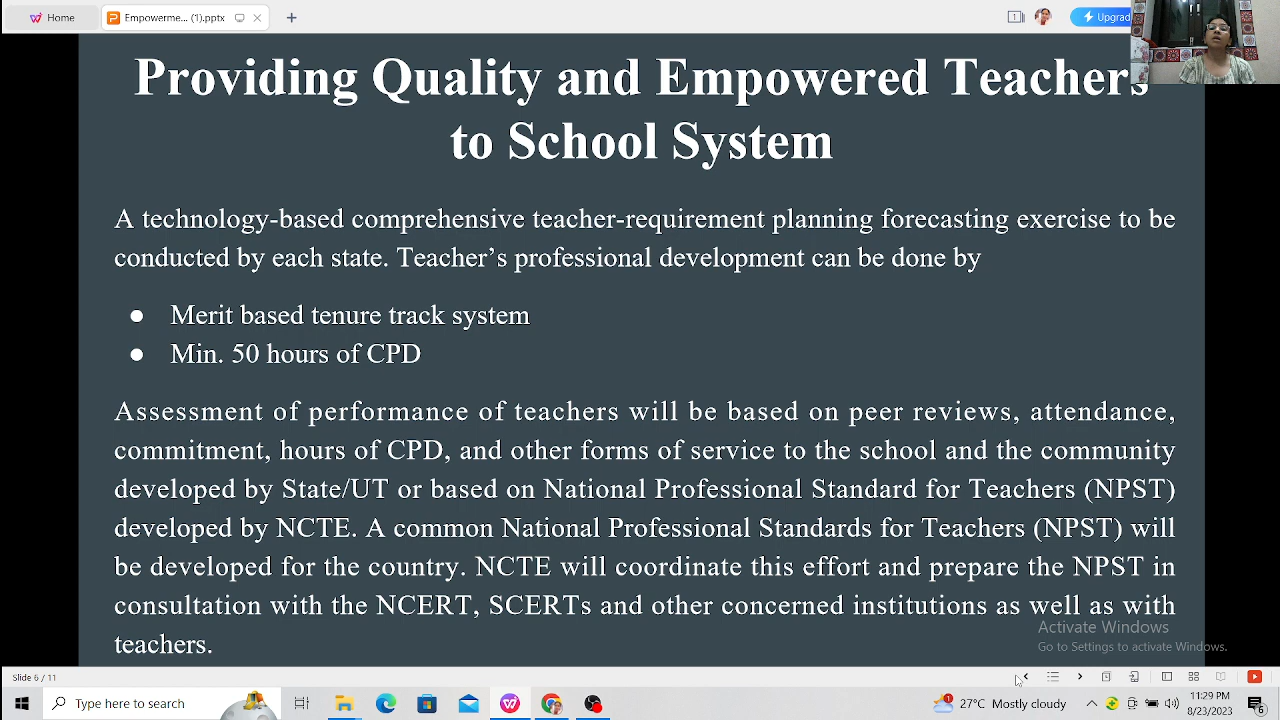 Home
Empowerme... (1).pptx
1
Upgrad
Providing Quality and Empowered Teachers
to School System
A technology-based comprehensive teacher-requirement planning forecasting exercise to be
conducted by each state. Teacher’s professional development can be done by
● Merit based tenure track system
● Min. 50 hours of CPD
Assessment of performance of teachers will be based on peer reviews, attendance,
commitment, hours of CPD, and other forms of service to the school and the community
developed by State/UT or based on National Professional Standard for Teachers (NPST)
developed by NCTE. A common National Professional Standards for Teachers (NPST) will
be developed for the country. NCTE will coordinate this effort and prepare the NPST in
consultation with the NCERT, SCERTs and other concerned institutions as well as with
teachers.
Activate Windows
Go to Settings to activate Windows.
Slide 6 / 11
Type here to search
1
27°C Mostly cloudy
11:29 PM
8/23/2023
6